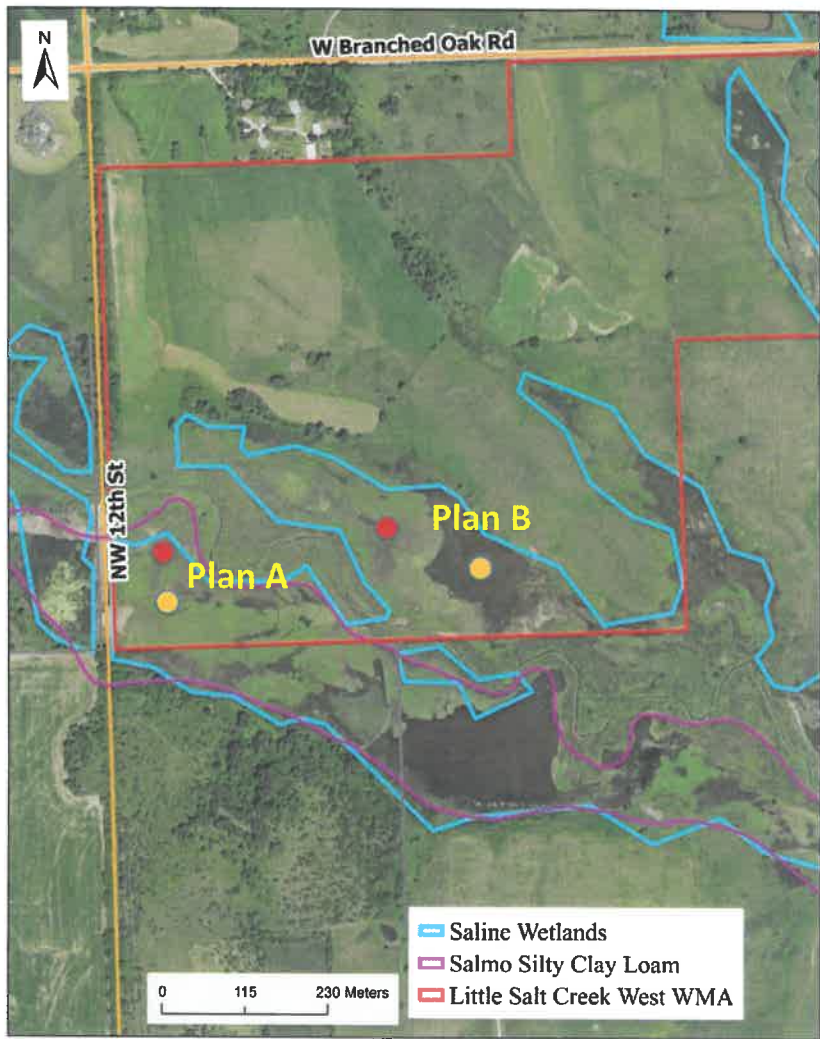 N
W Branched Oak Rd
NW 12th St
Plan B
Plan A
Saline Wetlands
Salmo Silty Clay Loam
Little Salt Creek West WMA
0 115 230 Meters